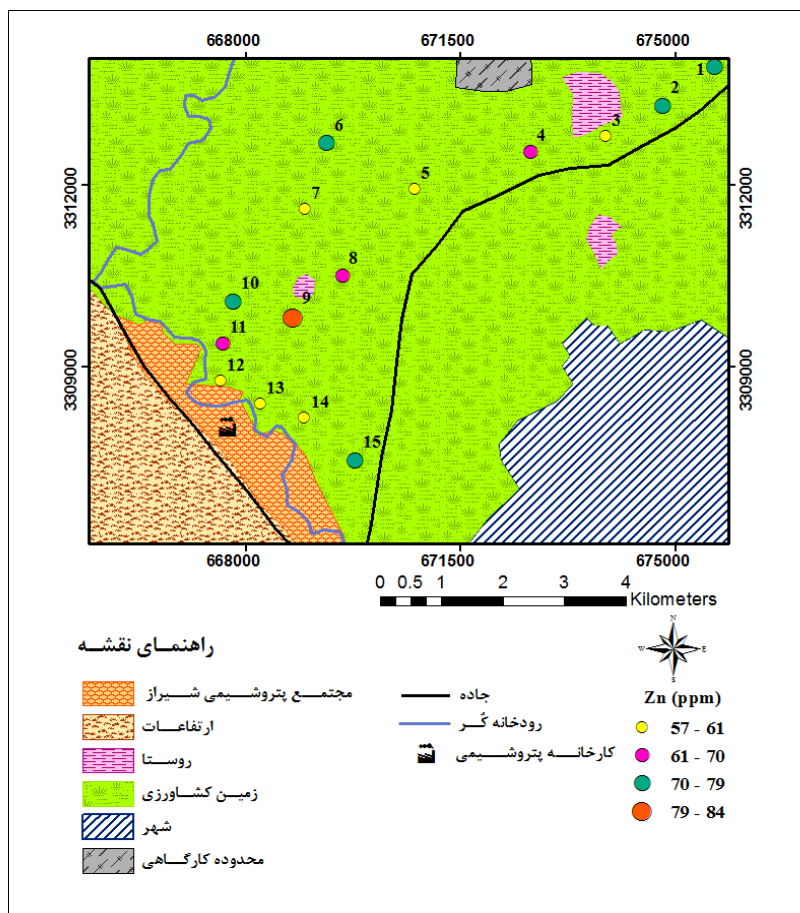 668000 671500 675000
3312000 3312000
3309000 3309000
1
2
3
4
5
6
7
8
9
10
11
12
13
14
15
668000 671500 675000
0 0.5 1 2 3 4
Kilometers
راهنمای نقشه
مجتمع پتروشیمی شیراز
ارتفاعات
روستا
زمین کشاورزی
شهر
محدوده کارگاهی
جاده
رودخانه کُر
کارخانه پتروشیمی
N
W E
S
Zn (ppm)
57 - 61
61 - 70
70 - 79
79 - 84